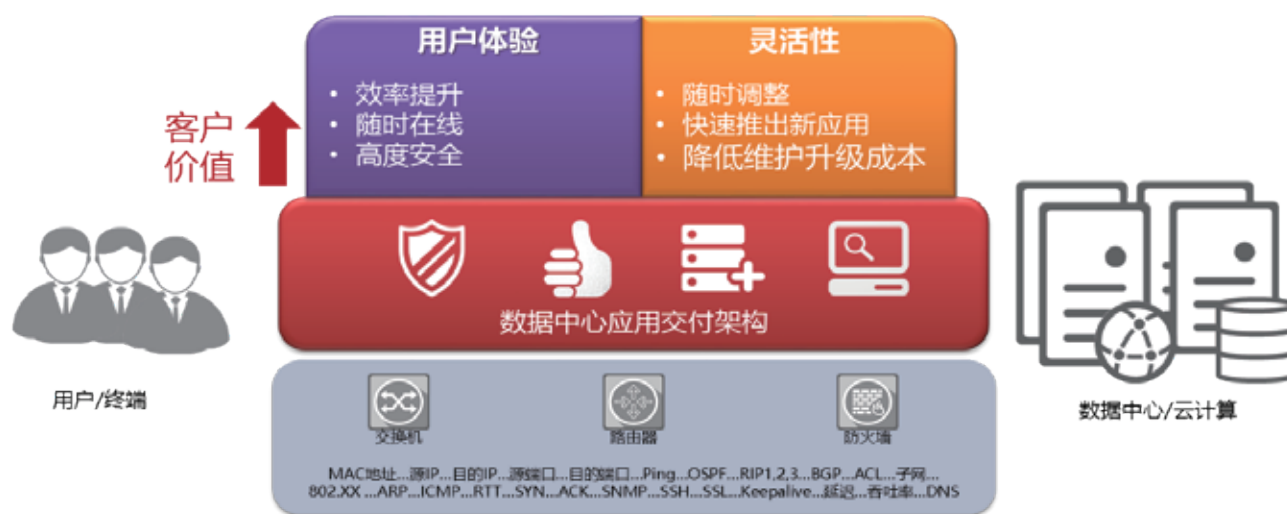 用户体验
• 效率提升
• 随时在线
• 高度安全
灵活性
• 随时调整
• 快速推出新应用
• 降低维护升级成本
客户
价值
数据中心应用交付架构
用户/终端
数据中心/云计算
交换机
路由器
防火墙
MAC地址...源IP...目的IP...源端口...目的端口...Ping...OSPF...RIP1,2,3...BGP...ACL...子网...
802.XX ...ARP...ICMP...RTT...SYN...ACK...SNMP...SSH...SSL...Keepalive...延迟...吞吐率...DNS